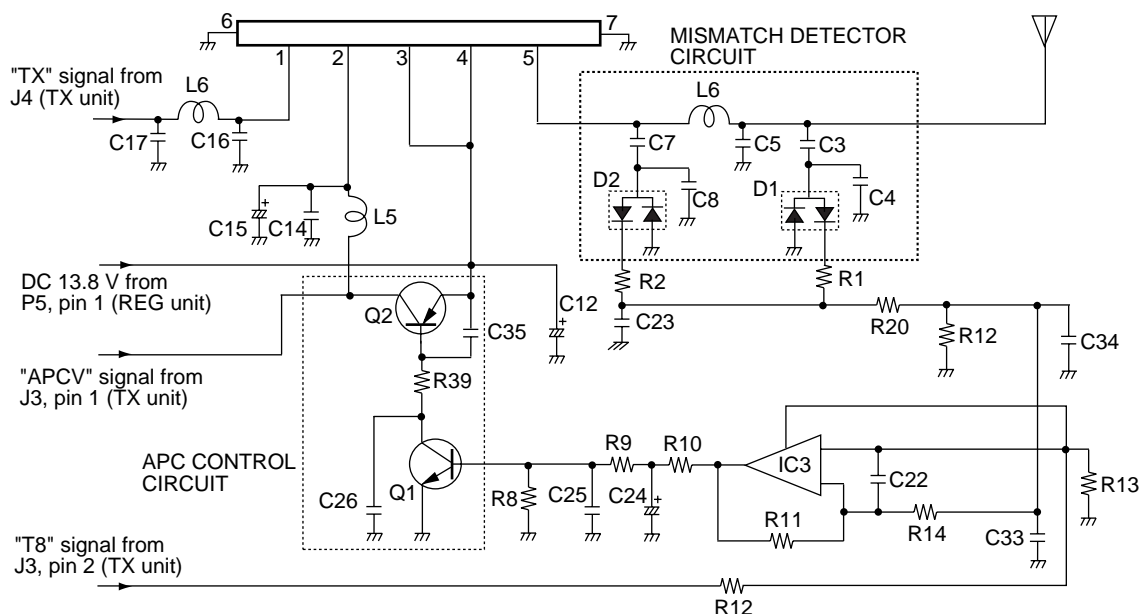 6
7
1
2
3
4
5
MISMATCH DETECTOR
CIRCUIT
"TX" signal from
J4 (TX unit)
L6
L6
C17
C16
C7
C5
C3
D2
C8
D1
C4
C15
C14
L5
DC 13.8 V from
P5, pin 1 (REG unit)
R2
R1
Q2
C12
C35
C23
R20
R12
C34
"APCV" signal from
J3, pin 1 (TX unit)
R39
APC CONTROL
CIRCUIT
R9
R10
IC3
C22
R13
C26
Q1
R8
C25
C24
R11
R14
C33
"T8" signal from
J3, pin 2 (TX unit)
R12
+
+
+